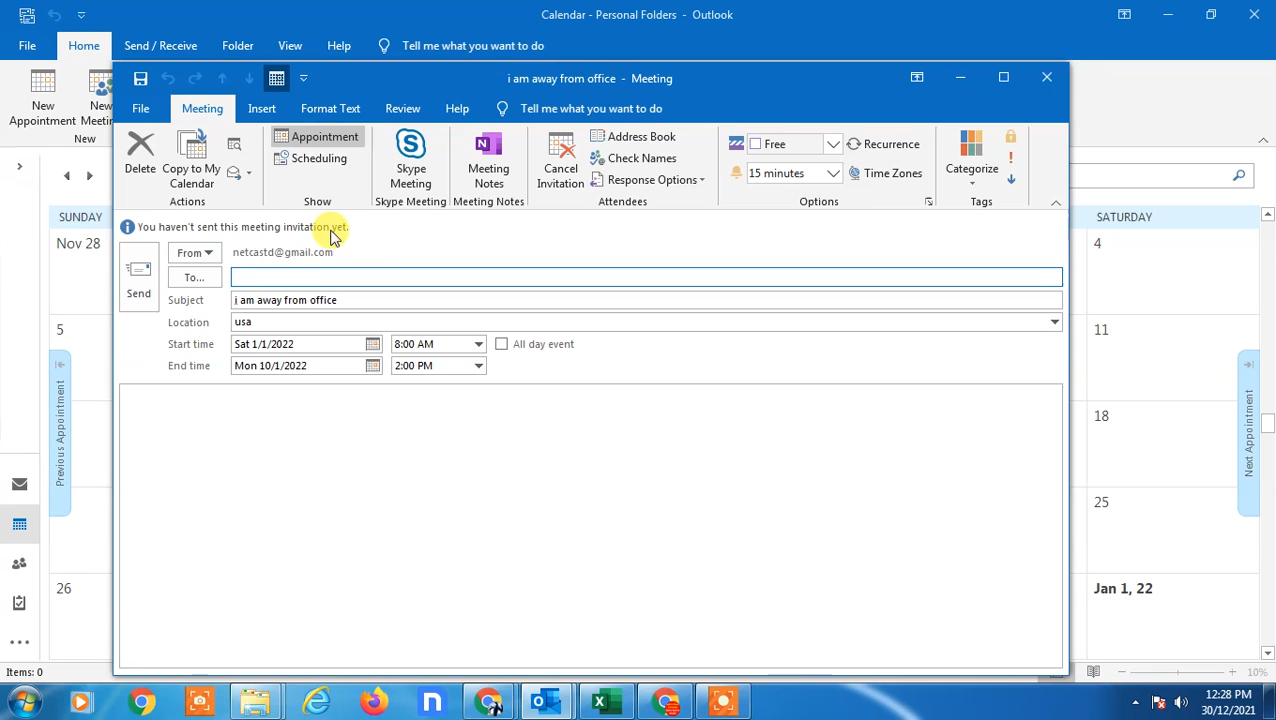 Calendar - Personal Folders - Outlook
File Home Send / Receive Folder View Help Tell me what you want to do
New Appointment
New
New
i am away from office - Meeting
File Meeting Insert Format Text Review Help Tell me what you want to do
Delete
Copy to My Calendar
Actions
Appointment
Scheduling
Show
Skype Meeting
Skype Meeting
Meeting Notes
Meeting Notes
Cancel Invitation
Address Book
Check Names
Response Options
Attendees
Free
15 minutes
Recurrence
Time Zones
Options
Categorize
Tags
You haven't sent this meeting invitation yet.
From netcastd@gmail.com
To...
Send
Subject i am away from office
Location usa
Start time Sat 1/1/2022 8:00 AM All day event
End time Mon 10/1/2022 2:00 PM
SUNDAY SATURDAY
Nov 28 4
5 11
18
25
26 Jan 1, 22
Previous Appointment
Next Appointment
Items: 0
10%
12:28 PM
30/12/2021